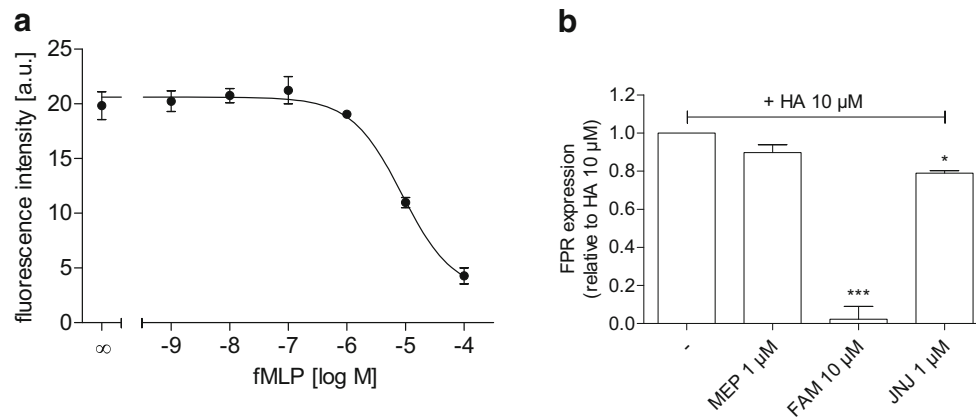 a
25
20
15
10
5
0
fluorescence intensity [a.u.]
∞ -9 -8 -7 -6 -5 -4
fMLP [log M]
b
+ HA 10 µM
1.2
1.0
0.8
0.6
0.4
0.2
0.0
FPR expression
(relative to HA 10 µM)
***
*
-
MEP 1 µM
FAM 10 µM
JNJ 1 µM